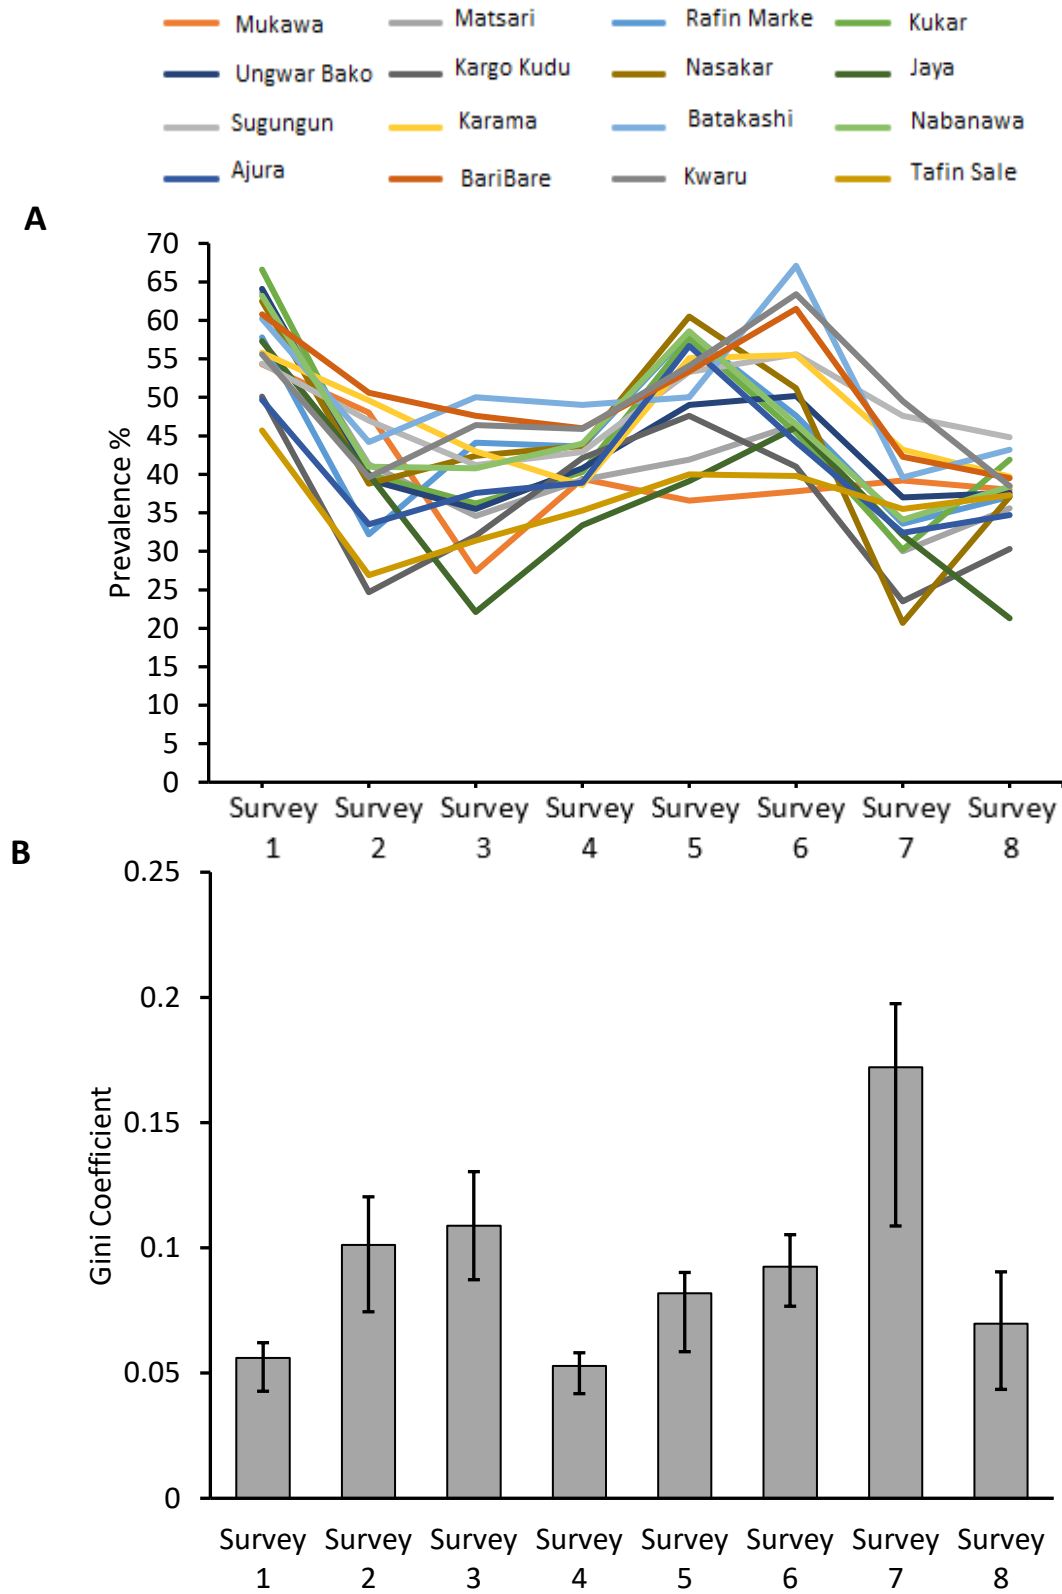 Mukawa Matsari Rafin Marke Kukar
Ungwar Bako Kargo Kudu Nasakar Jaya
Sugungun Karama Batakashi Nabanawa
Ajura BariBare Kwaru Tafin Sale
A
70
65
60
55
50
45
40
35
30
25
20
15
10
5
0
Prevalence %
Survey Survey Survey Survey Survey Survey Survey Survey
1 2 3 4 5 6 7 8
B
0.25
0.2
0.15
0.1
0.05
0
Gini Coefficient
Survey Survey Survey Survey Survey Survey Survey Survey
1 2 3 4 5 6 7 8